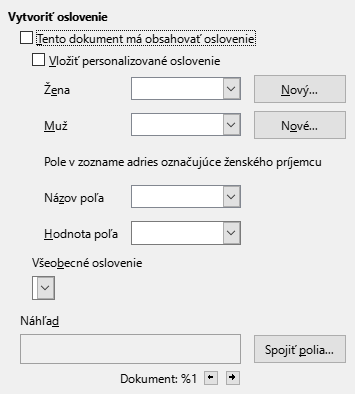 Vytvoriť oslovenie
Tento dokument má obsahovať oslovenie
Vložiť personalizované oslovenie
Žena
Nový...
Muž
Nové...
Pole v zozname adries označujúce ženského príjemcu
Názov poľa
Hodnota poľa
Všeobecné oslovenie
Náhľad
Spojiť polia...
Dokument: %1